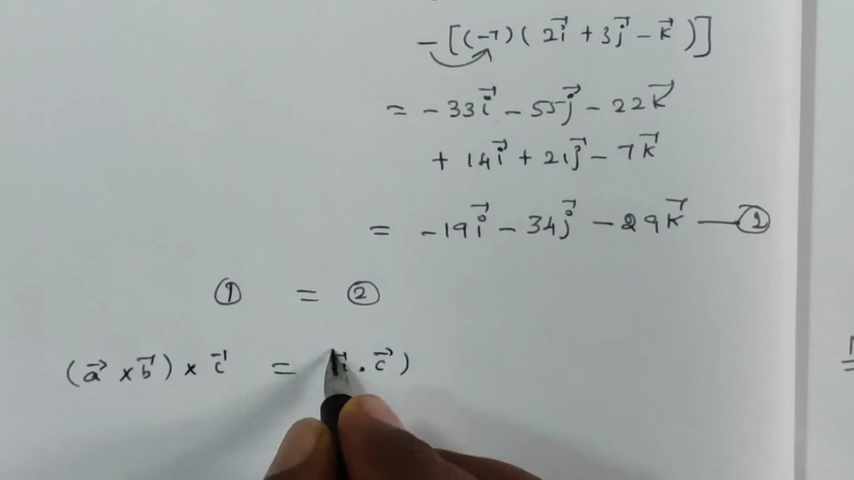 − [(−7)(2i⃗ + 3j⃗ − k⃗)]
= −33i⃗ − 55j⃗ − 22k⃗
+ 14i⃗ + 21j⃗ − 7k⃗
= −19i⃗ − 34j⃗ − 29k⃗ — ②
① = ②
(a⃗ × b⃗) × c⃗ = . c⃗)